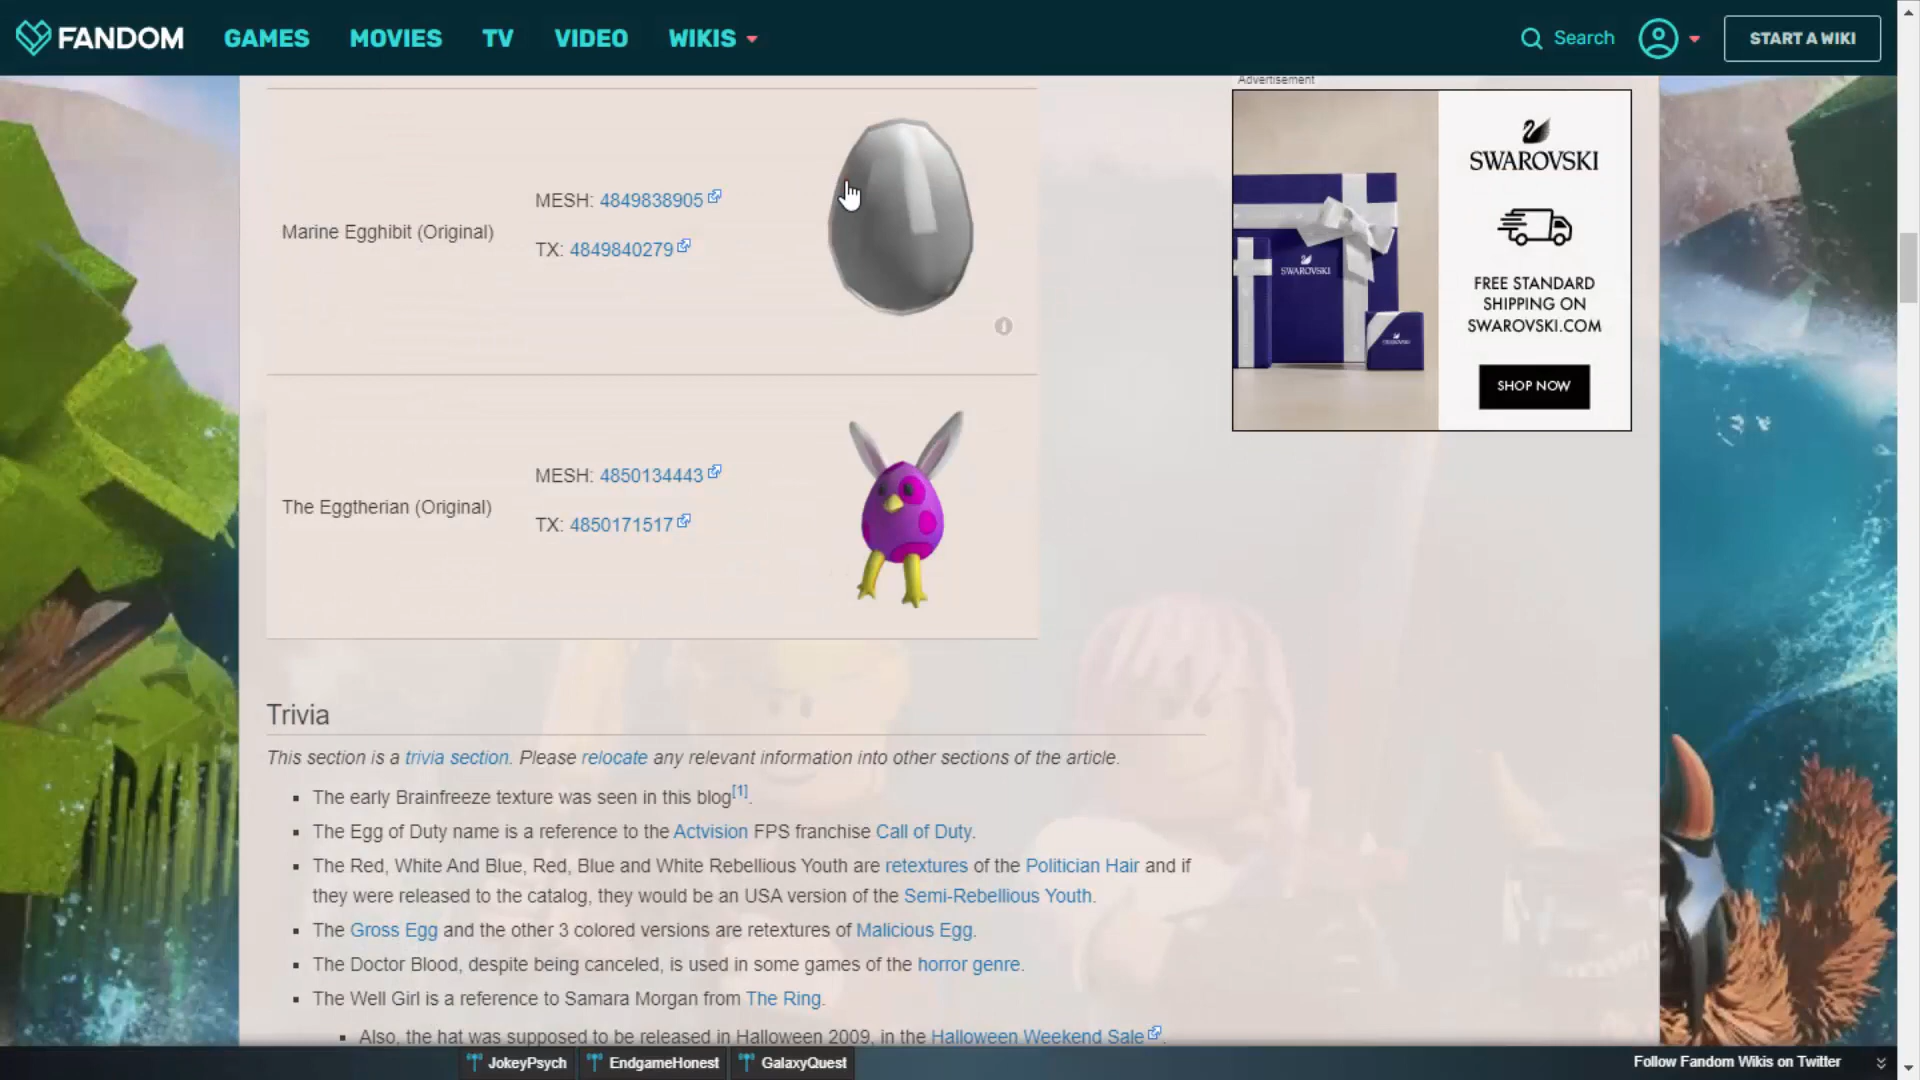 FANDOM
GAMES
MOVIES
TV
VIDEO
WIKIS
Search
START A WIKI
Advertisement
Marine Egghibit (Original)
MESH: 4849838905
TX: 4849840279
SWAROVSKI
SWAROVSKI
FREE STANDARD
SHIPPING ON
SWAROVSKI.COM
SHOP NOW
The Eggtherian (Original)
MESH: 4850134443
TX: 4850171517
Trivia
This section is a trivia section. Please relocate any relevant information into other sections of the article.
The early Brainfreeze texture was seen in this blog[1].
The Egg of Duty name is a reference to the Actvision FPS franchise Call of Duty.
The Red, White And Blue, Red, Blue and White Rebellious Youth are retextures of the Politician Hair and if
they were released to the catalog, they would be an USA version of the Semi-Rebellious Youth.
The Gross Egg and the other 3 colored versions are retextures of Malicious Egg.
The Doctor Blood, despite being canceled, is used in some games of the horror genre.
The Well Girl is a reference to Samara Morgan from The Ring.
Also, the hat was supposed to be released in Halloween 2009, in the Halloween Weekend Sale.
JokeyPsych
EndgameHonest
GalaxyQuest
Follow Fandom Wikis on Twitter